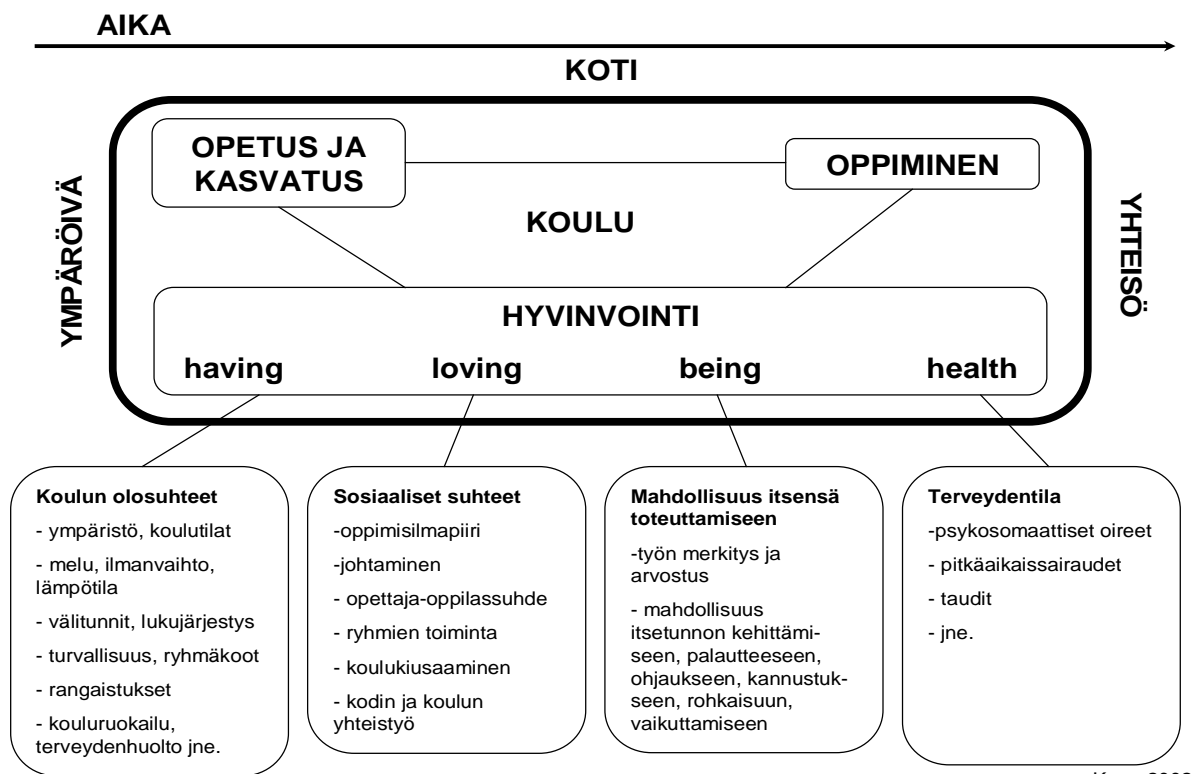 AIKA
KOTI
YMPÄRÖIVÄ
OPETUS JA
KASVATUS
OPPIMINEN
KOULU
YHTEISÖ
HYVINVOINTI
having
loving
being
health
Koulun olosuhteet
- ympäristö, koulutilat
- melu, ilmanvaihto,
lämpötila
- välitunnit, lukujärjestys
- turvallisuus, ryhmäkoot
- rangaistukset
- kouluruokailu,
terveydenhuolto jne.
Sosiaaliset suhteet
-oppimisilmapiiri
-johtaminen
- opettaja-oppilassuhde
- ryhmien toiminta
- koulukiusaaminen
- kodin ja koulun
yhteistyö
Mahdollisuus itsensä
toteuttamiseen
-työn merkitys ja
arvostus
- mahdollisuus
itsetunnon kehittämi-
seen, palautteeseen,
ohjaukseen, kannustuk-
seen, rohkaisuun,
vaikuttamiseen
Terveydentila
-psykosomaattiset oireet
- pitkäaikaissairaudet
- taudit
- jne.